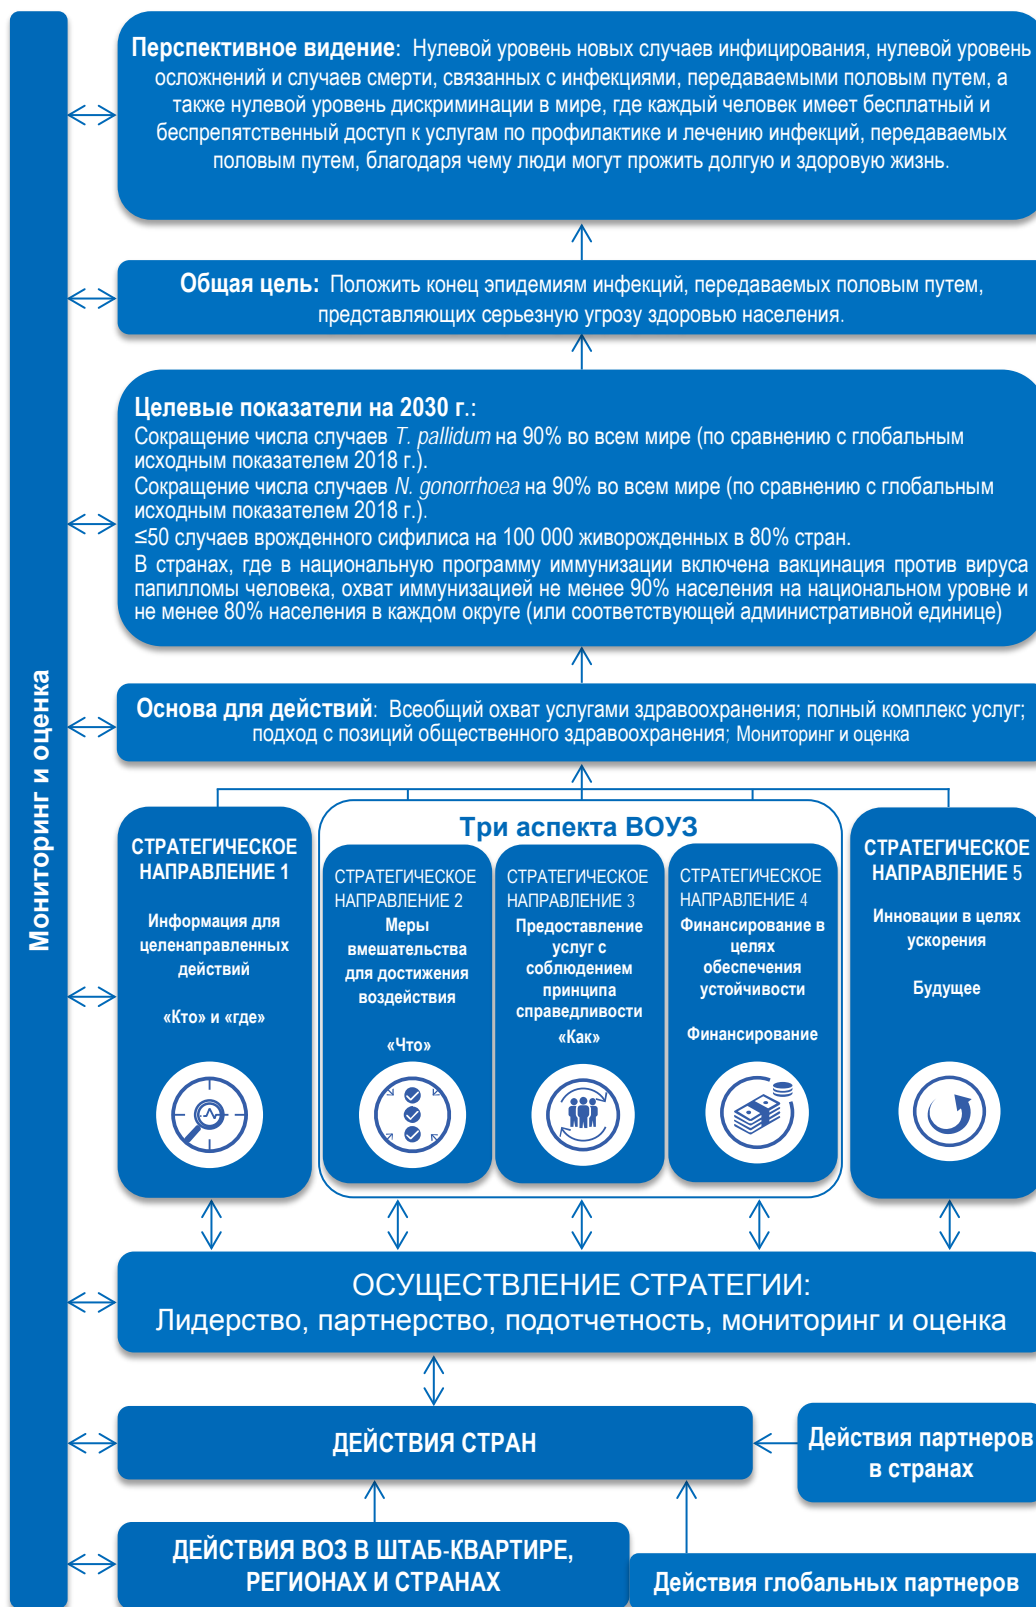 Перспективное видение: Нулевой уровень новых случаев инфицирования, нулевой уровень
осложнений и случаев смерти, связанных с инфекциями, передаваемыми половым путем, а
также нулевой уровень дискриминации в мире, где каждый человек имеет бесплатный и
беспрепятственный доступ к услугам по профилактике и лечению инфекций, передаваемых
половым путем, благодаря чему люди могут прожить долгую и здоровую жизнь.
Общая цель: Положить конец эпидемиям инфекций, передаваемых половым путем,
представляющих серьезную угрозу здоровью населения.
Целевые показатели на 2030 г.:
Сокращение числа случаев T. pallidum на 90% во всем мире (по сравнению с глобальным
исходным показателем 2018 г.).
Сокращение числа случаев N. gonorrhoea на 90% во всем мире (по сравнению с глобальным
исходным показателем 2018 г.).
≤50 случаев врожденного сифилиса на 100 000 живорожденных в 80% стран.
В странах, где в национальную программу иммунизации включена вакцинация против вируса
папилломы человека, охват иммунизацией не менее 90% населения на национальном уровне и
не менее 80% населения в каждом округе (или соответствующей административной единице)
Мониторинг и оценка
Основа для действий: Всеобщий охват услугами здравоохранения; полный комплекс услуг;
подход с позиций общественного здравоохранения; Мониторинг и оценка
Три аспекта ВОУЗ
СТРАТЕГИЧЕСКОЕ
НАПРАВЛЕНИЕ 1
Информация для
целенаправленных
действий
«Кто» и «где»
СТРАТЕГИЧЕСКОЕ
НАПРАВЛЕНИЕ 2
Меры
вмешательства
для достижения
воздействия
«Что»
СТРАТЕГИЧЕСКОЕ
НАПРАВЛЕНИЕ 3
Предоставление
услуг с
соблюдением
принципа
справедливости
«Как»
СТРАТЕГИЧЕСКОЕ
НАПРАВЛЕНИЕ 4
Финансирование в
целях
обеспечения
устойчивости
Финансирование
СТРАТЕГИЧЕСКОЕ
НАПРАВЛЕНИЕ 5
Инновации в целях
ускорения
Будущее
ОСУЩЕСТВЛЕНИЕ СТРАТЕГИИ:
Лидерство, партнерство, подотчетность, мониторинг и оценка
ДЕЙСТВИЯ СТРАН
Действия партнеров
в странах
ДЕЙСТВИЯ ВОЗ В ШТАБ-КВАРТИРЕ,
РЕГИОНАХ И СТРАНАХ
Действия глобальных партнеров